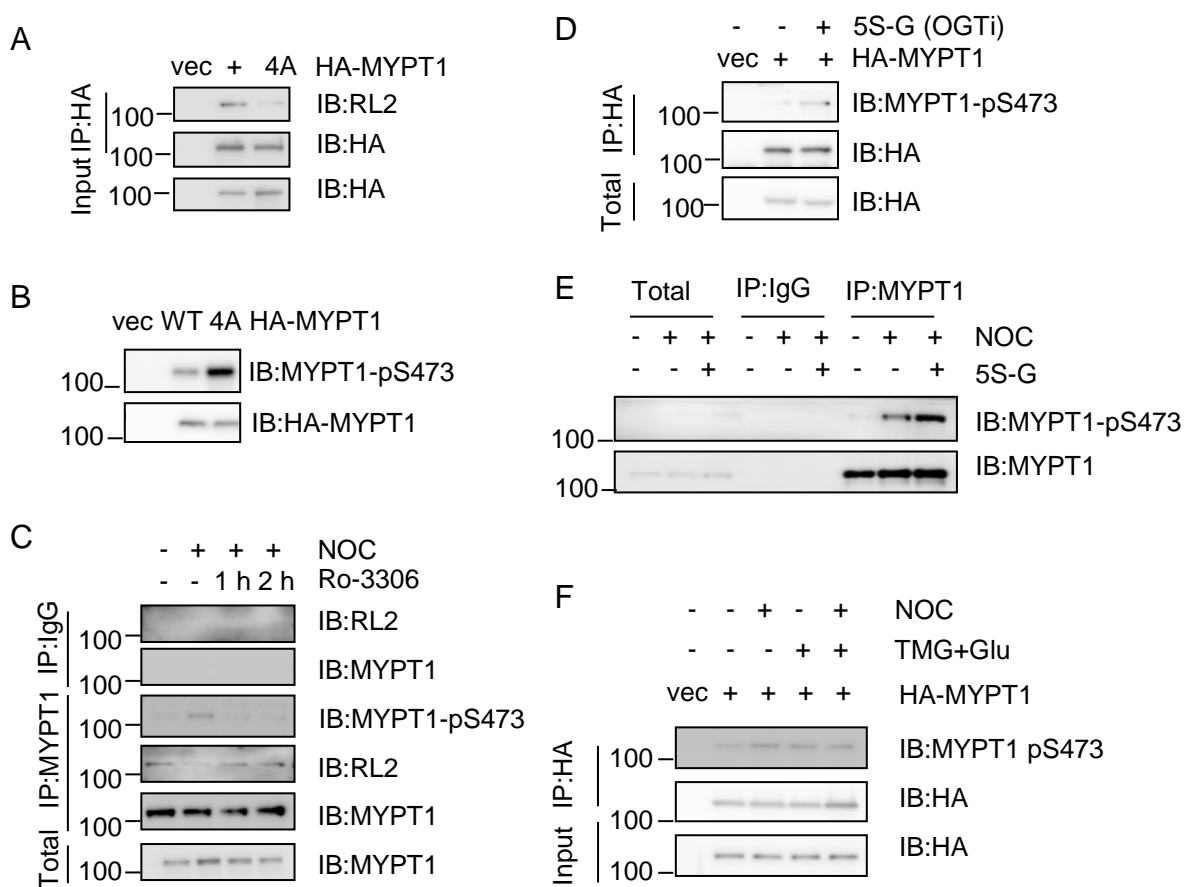 A
vec + 4A HA-MYPT1
Input IP:HA
100 IB:RL2
100 IB:HA
100 IB:HA
B
vec WT 4A HA-MYPT1
100 IB:MYPT1-pS473
100 IB:HA-MYPT1
C
- + + + NOC
- - 1 h 2 h Ro-3306
IP:IgG
100 IB:RL2
100 IB:MYPT1
IP:MYPT1
100 IB:MYPT1-pS473
100 IB:RL2
100 IB:MYPT1
Total
100 IB:MYPT1
D
- - + 5S-G (OGTi)
vec + + HA-MYPT1
IP:HA
100 IB:MYPT1-pS473
100 IB:HA
Total
100 IB:HA
E
Total IP:IgG IP:MYPT1
- + + - + + - + + NOC
- - + - - + - - + 5S-G
100 IB:MYPT1-pS473
100 IB:MYPT1
F
- - + - + NOC
- - - + + TMG+Glu
vec + + + + HA-MYPT1
IP:HA
100 IB:MYPT1 pS473
100 IB:HA
Input
100 IB:HA